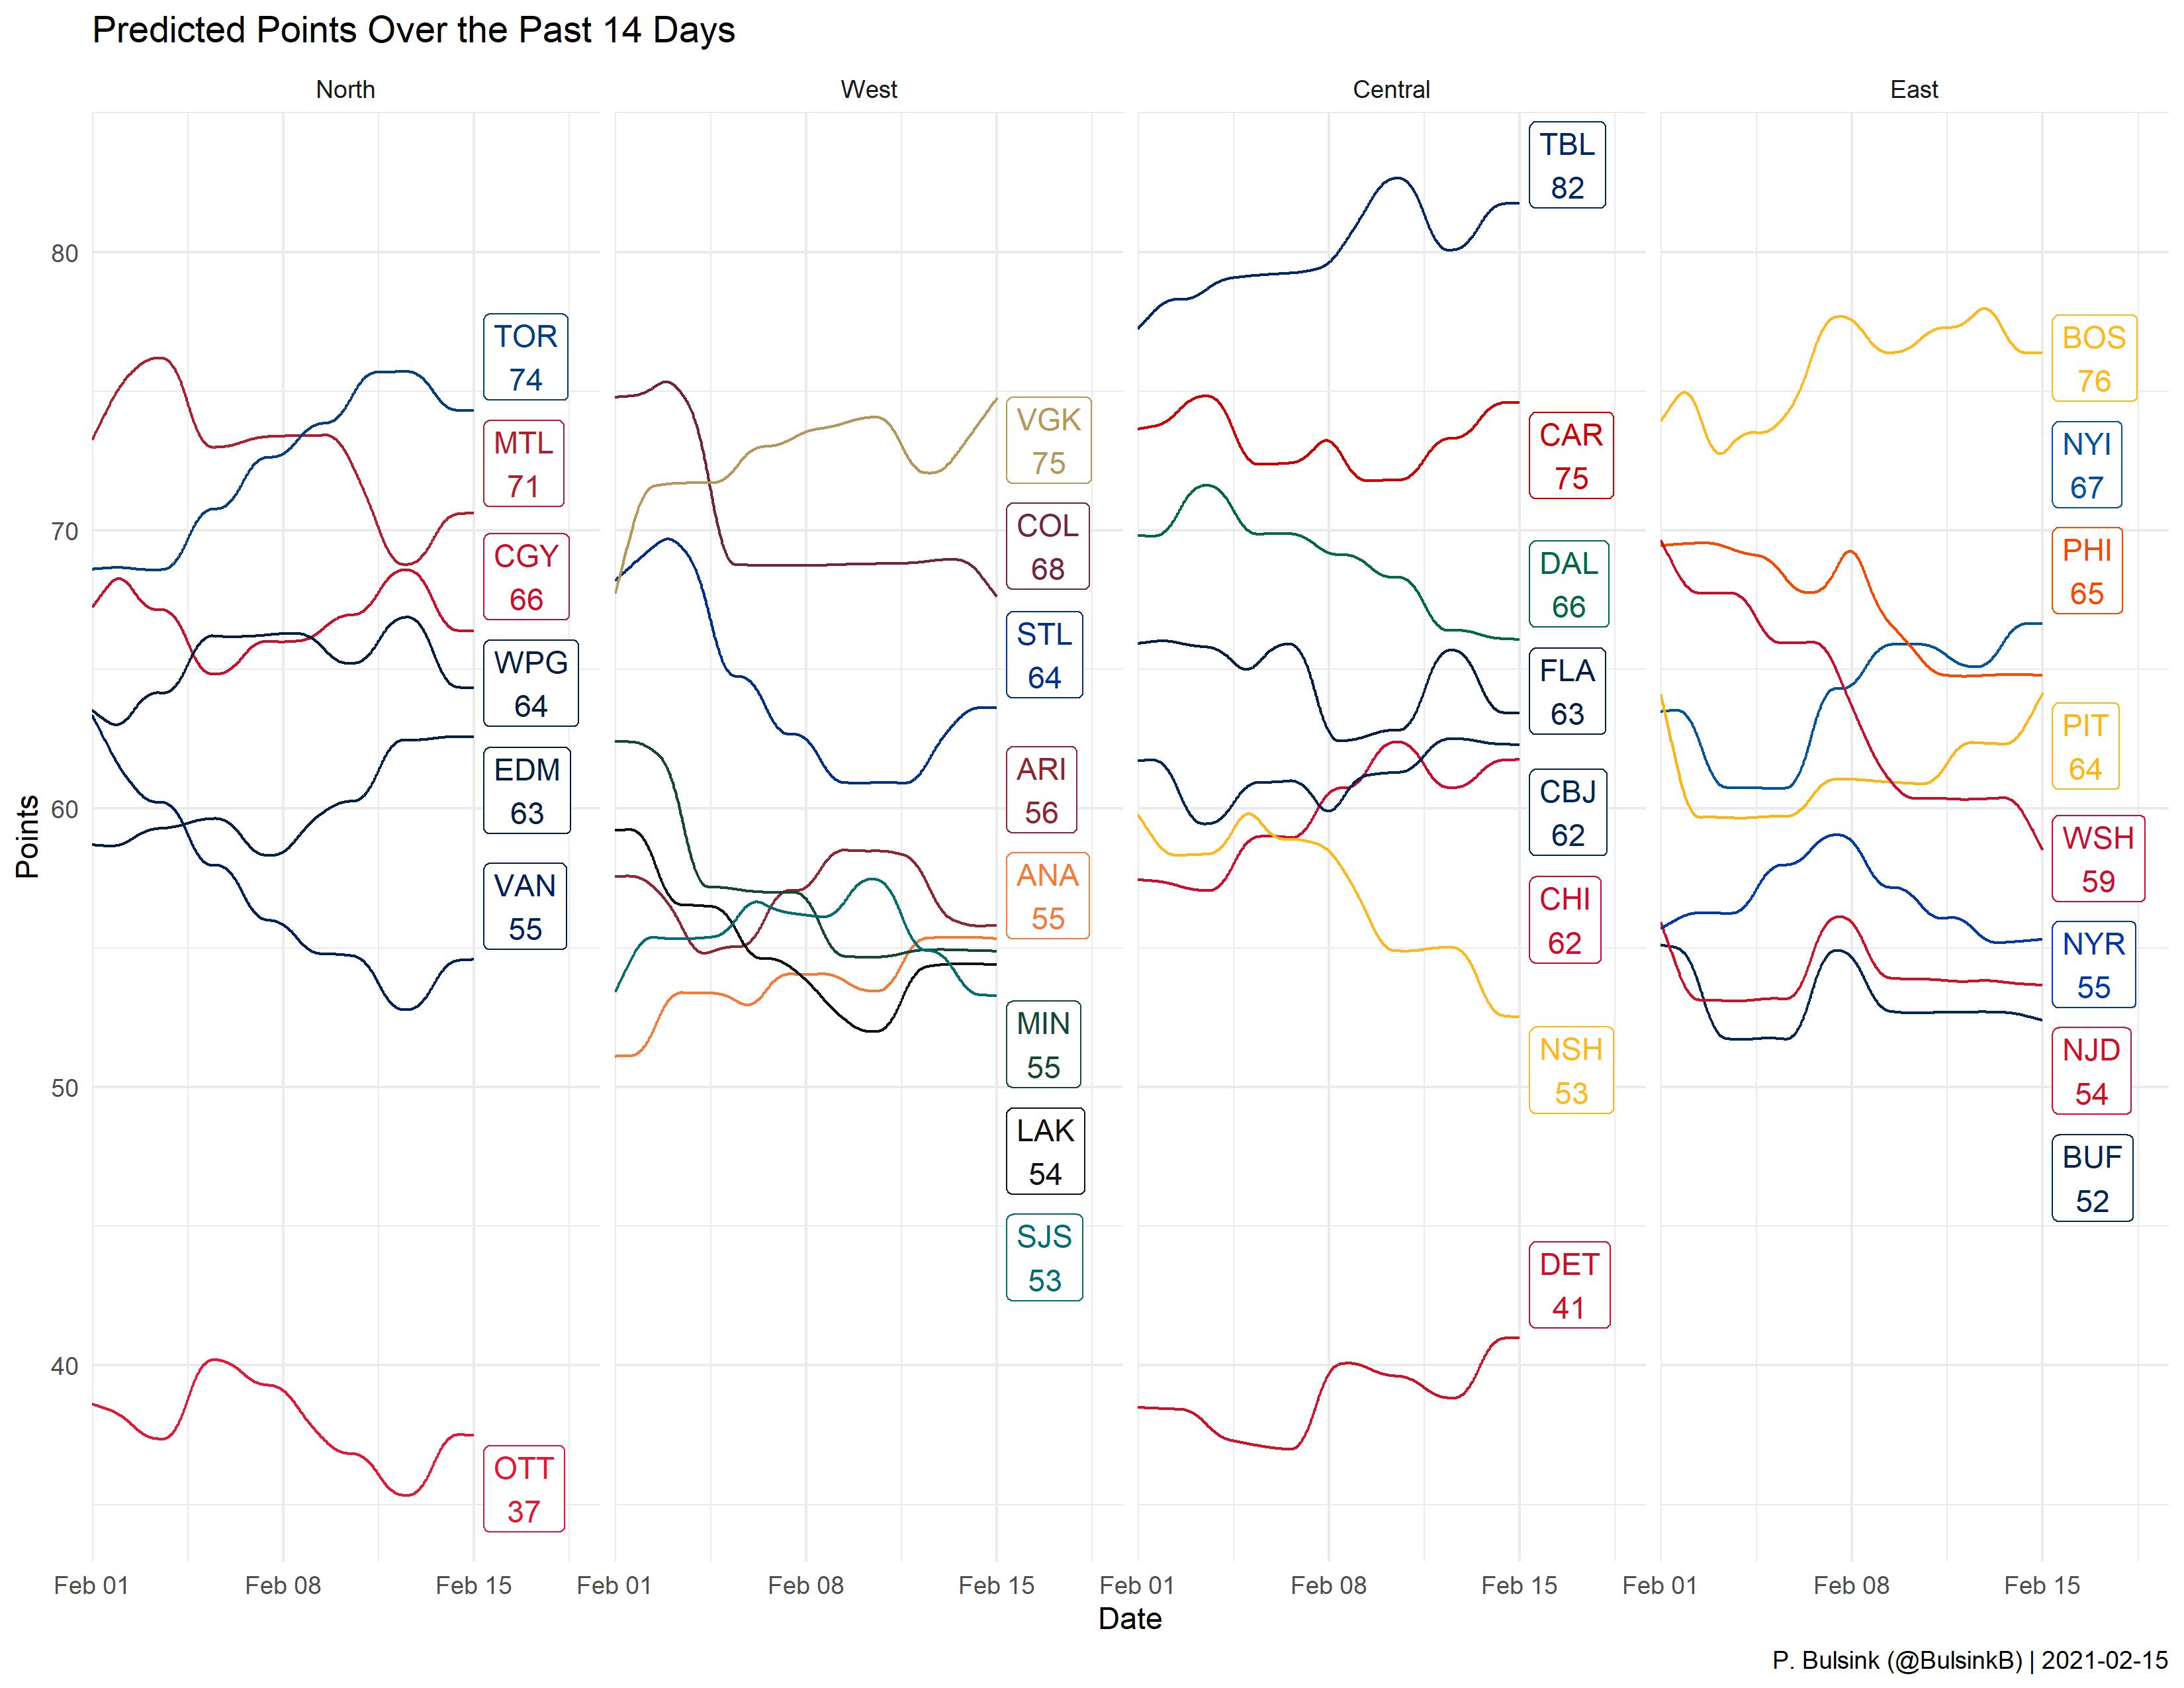 Predicted Points Over the Past 14 Days
North
West
Central
East
Points
80
70
60
50
40
TOR
74
MTL
71
CGY
66
WPG
64
EDM
63
VAN
55
OTT
37
VGK
75
COL
68
STL
64
ARI
56
ANA
55
MIN
55
LAK
54
SJS
53
TBL
82
CAR
75
DAL
66
FLA
63
CBJ
62
CHI
62
NSH
53
DET
41
BOS
76
NYI
67
PHI
65
PIT
64
WSH
59
NYR
55
NJD
54
BUF
52
Feb 01 Feb 08 Feb 15 Feb 01 Feb 08 Feb 15 Feb 01 Feb 08 Feb 15 Feb 01 Feb 08 Feb 15
Date
P. Bulsink (@BulsinkB) | 2021-02-15